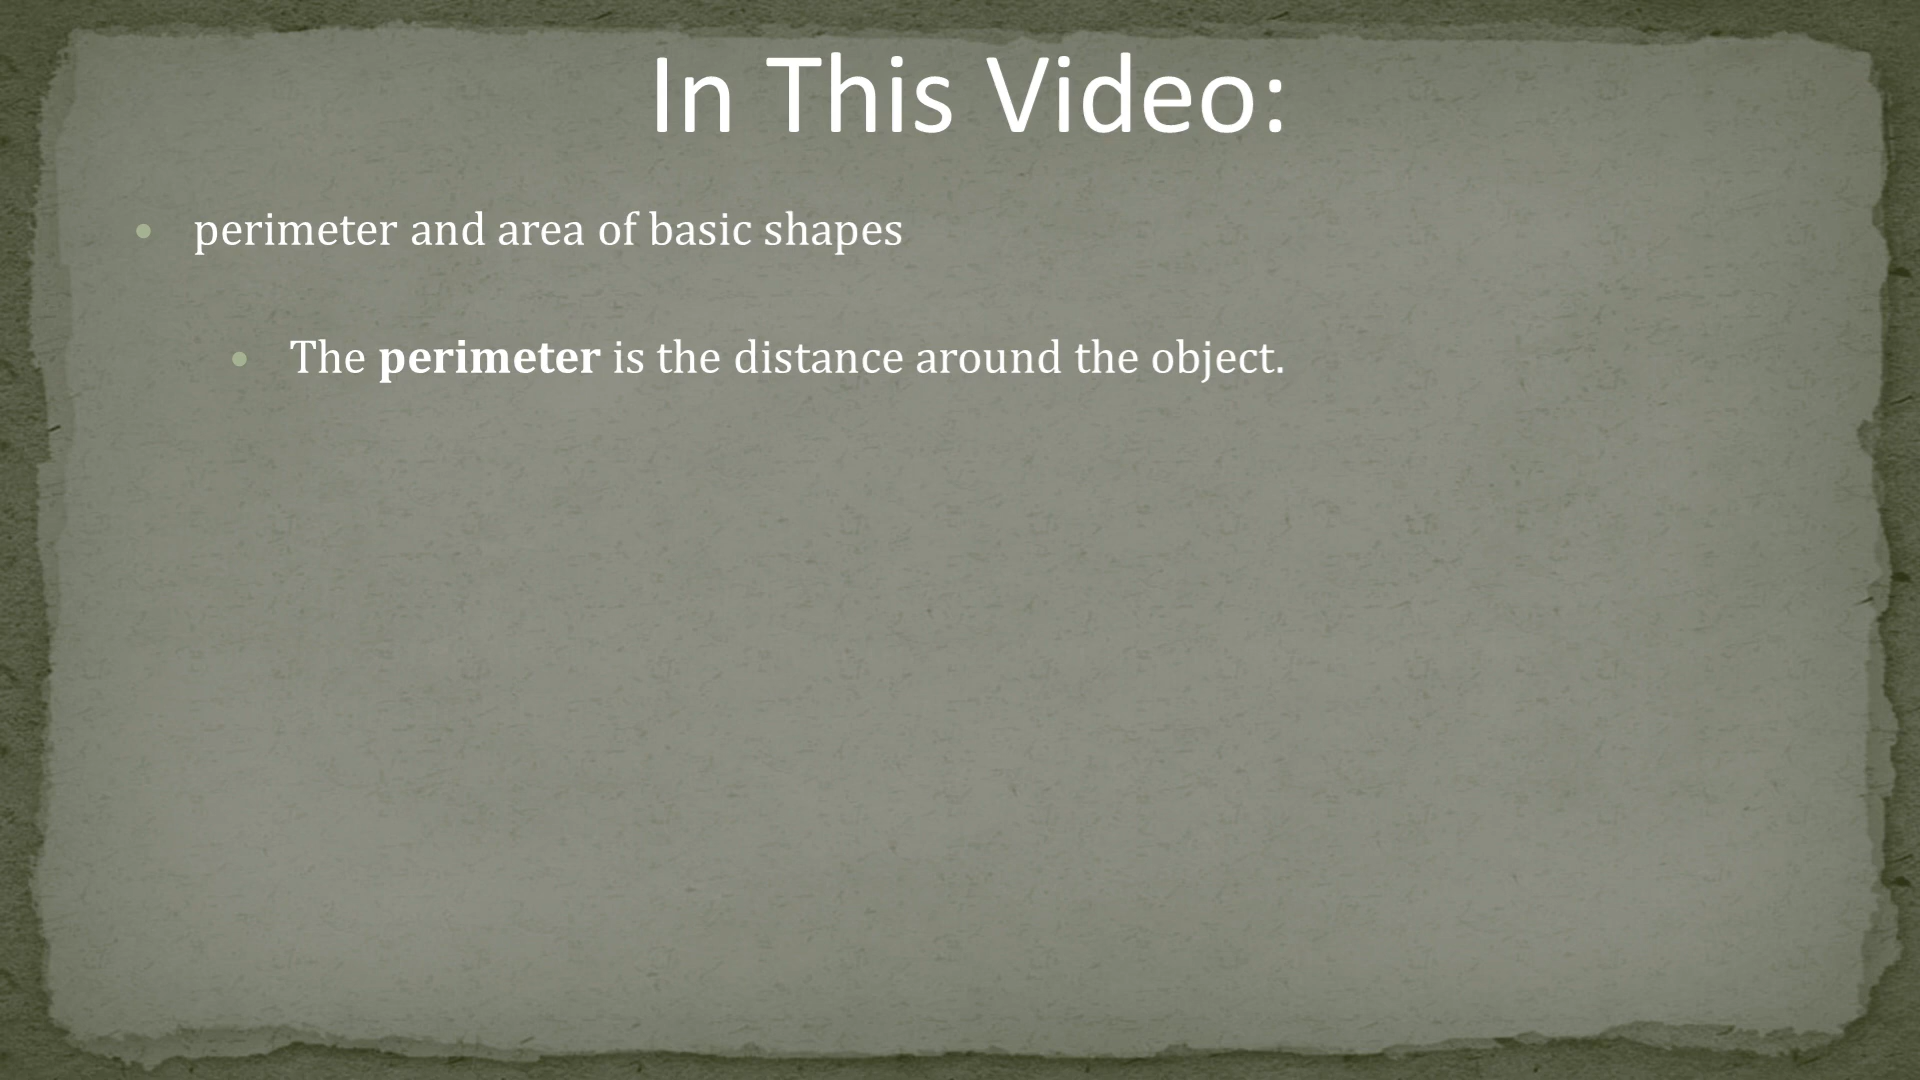 In This Video:
perimeter and area of basic shapes
The perimeter is the distance around the object.